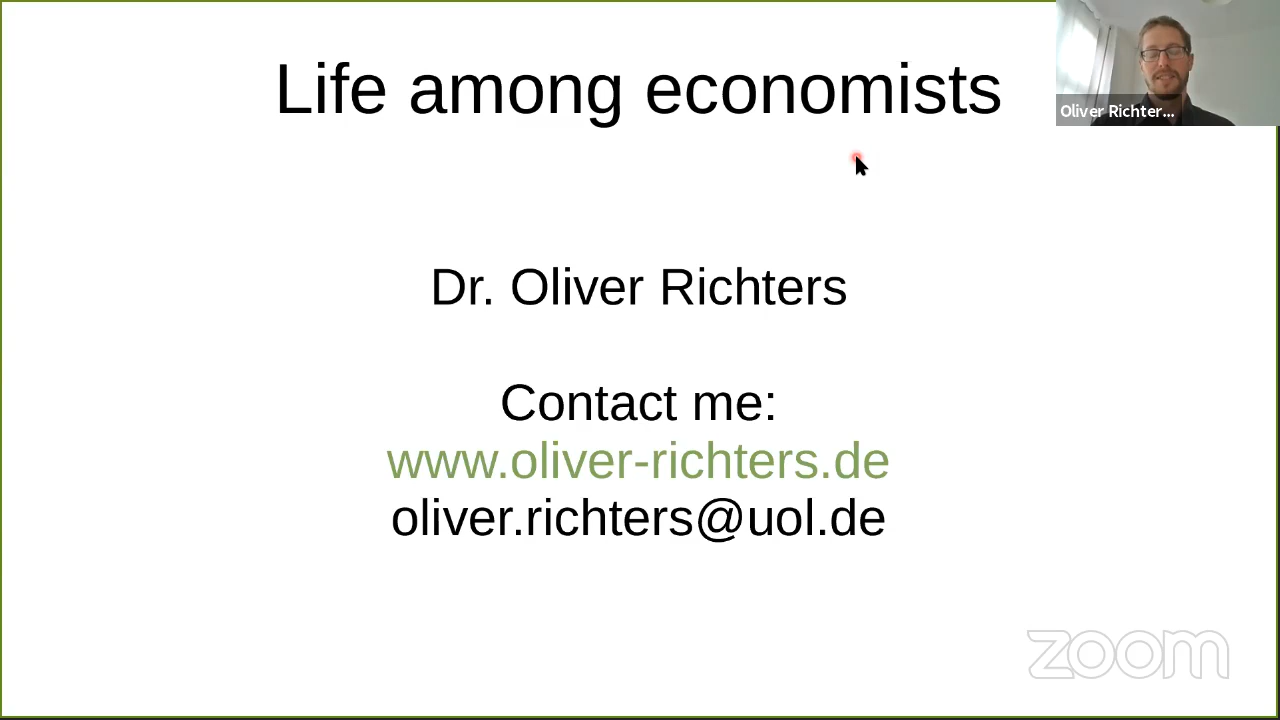 Life among economists
Oliver Richter...
Dr. Oliver Richters
Contact me:
www.oliver-richters.de
oliver.richters@uol.de
zoom